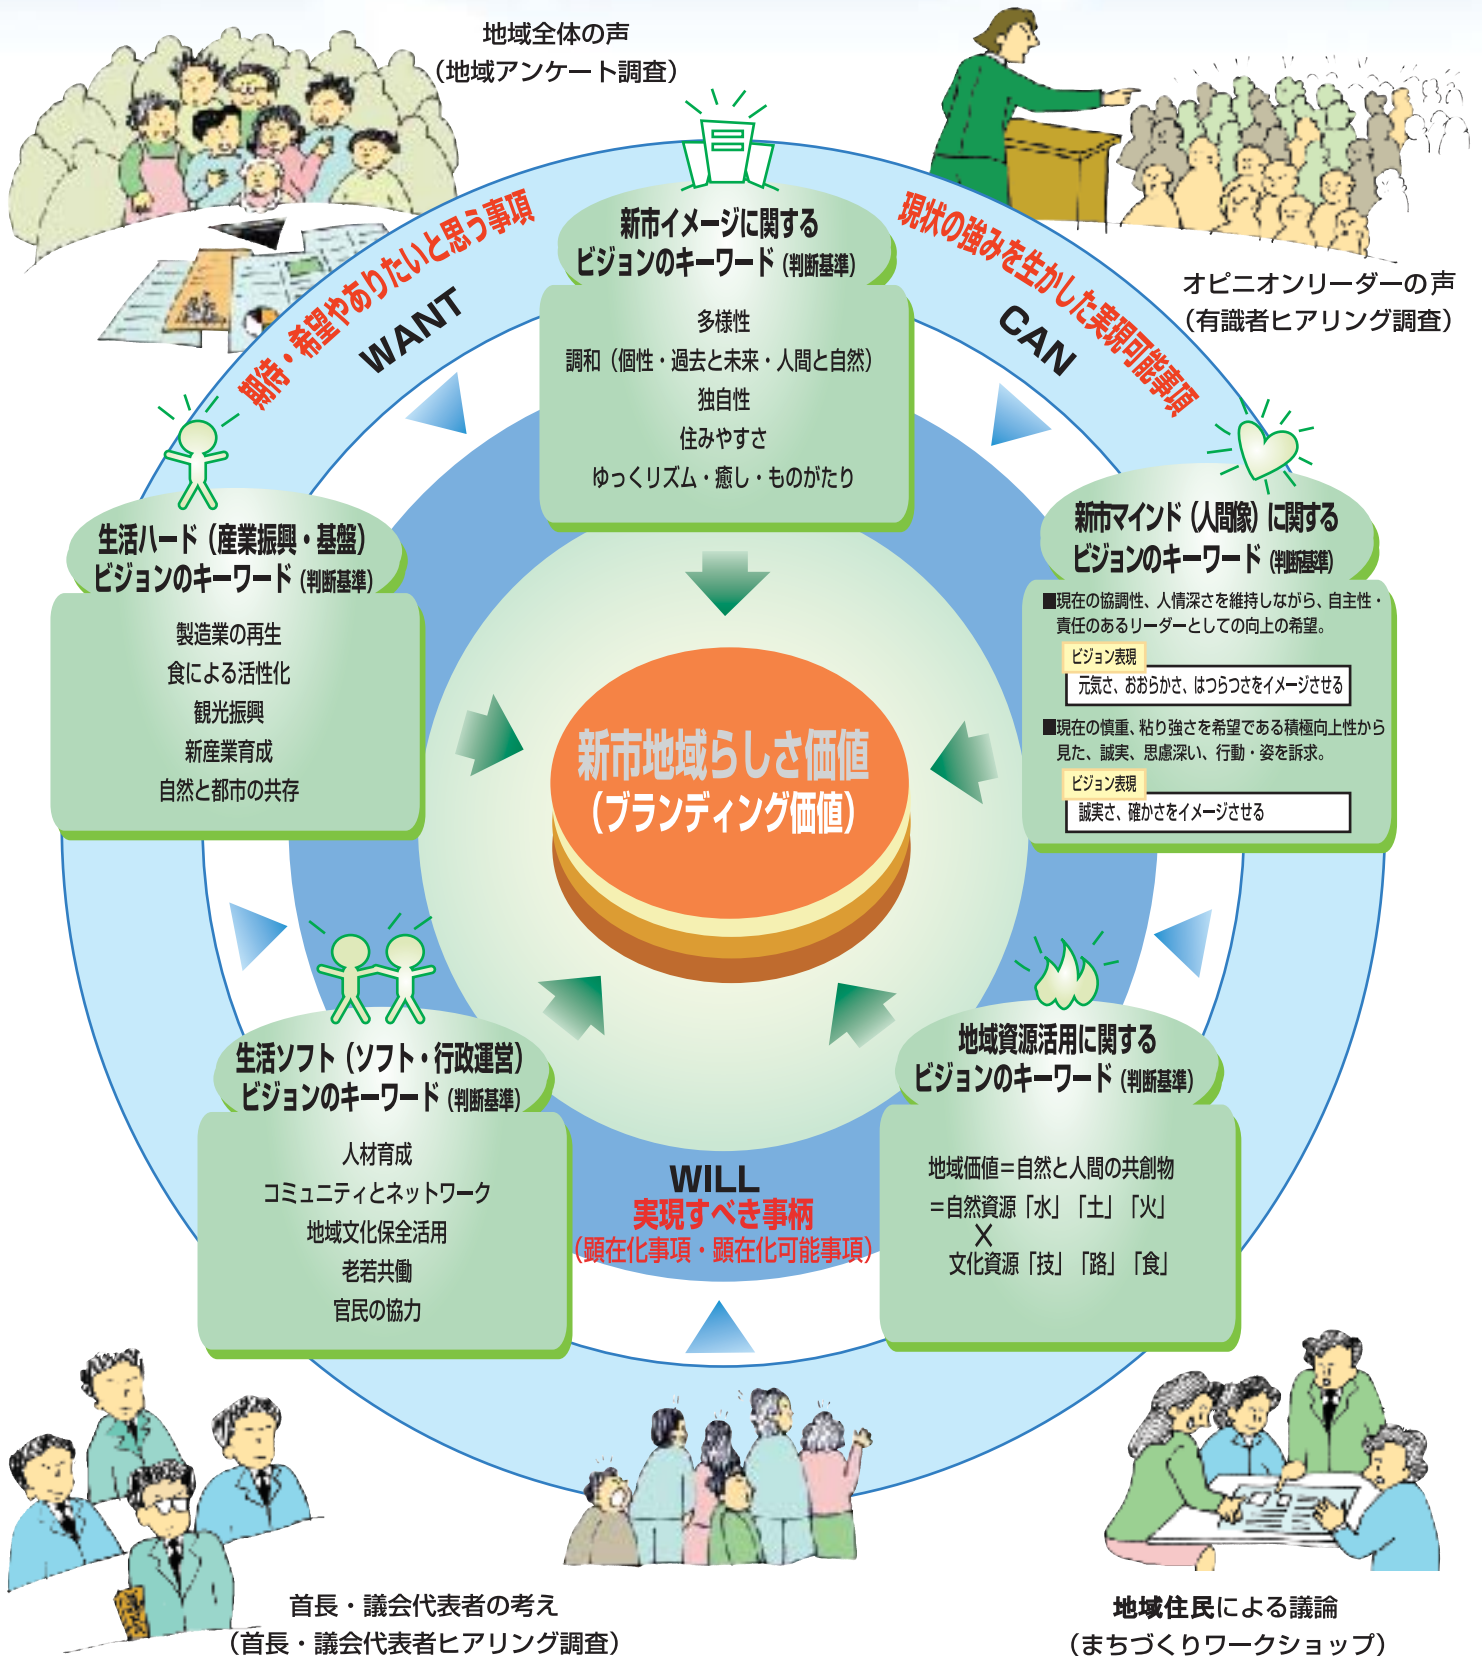 地域全体の声
（地域アンケート調査）
オピニオンリーダーの声
（有識者ヒアリング調査）
期待・希望やありたいと思う事項
WANT
現状の強みを生かした実現可能事項
CAN
新市イメージに関する
ビジョンのキーワード（判断基準）
多様性
調和（個性・過去と未来・人間と自然）
独自性
住みやすさ
ゆっくリズム・癒し・ものがたり
生活ハード（産業振興・基盤）
ビジョンのキーワード（判断基準）
製造業の再生
食による活性化
観光振興
新産業育成
自然と都市の共存
新市マインド（人間像）に関する
ビジョンのキーワード（判断基準）
■現在の協調性、人情深さを維持しながら、自主性・
責任のあるリーダーとしての向上の希望。
ビジョン表現
元気さ、おおらかさ、はつらつさをイメージさせる
■現在の慎重、粘り強さを希望である積極向上性から
見た、誠実、思慮深い、行動・姿を訴求。
ビジョン表現
誠実さ、確かさをイメージさせる
新市地域らしさ価値
（ブランディング価値）
生活ソフト（ソフト・行政運営）
ビジョンのキーワード（判断基準）
人材育成
コミュニティとネットワーク
地域文化保全活用
老若共働
官民の協力
地域資源活用に関する
ビジョンのキーワード（判断基準）
地域価値＝自然と人間の共創物
＝自然資源「水」「土」「火」
×
文化資源「技」「路」「食」
WILL
実現すべき事柄
（顕在化事項・顕在化可能事項）
首長・議会代表者の考え
（首長・議会代表者ヒアリング調査）
地域住民による議論
（まちづくりワークショップ）